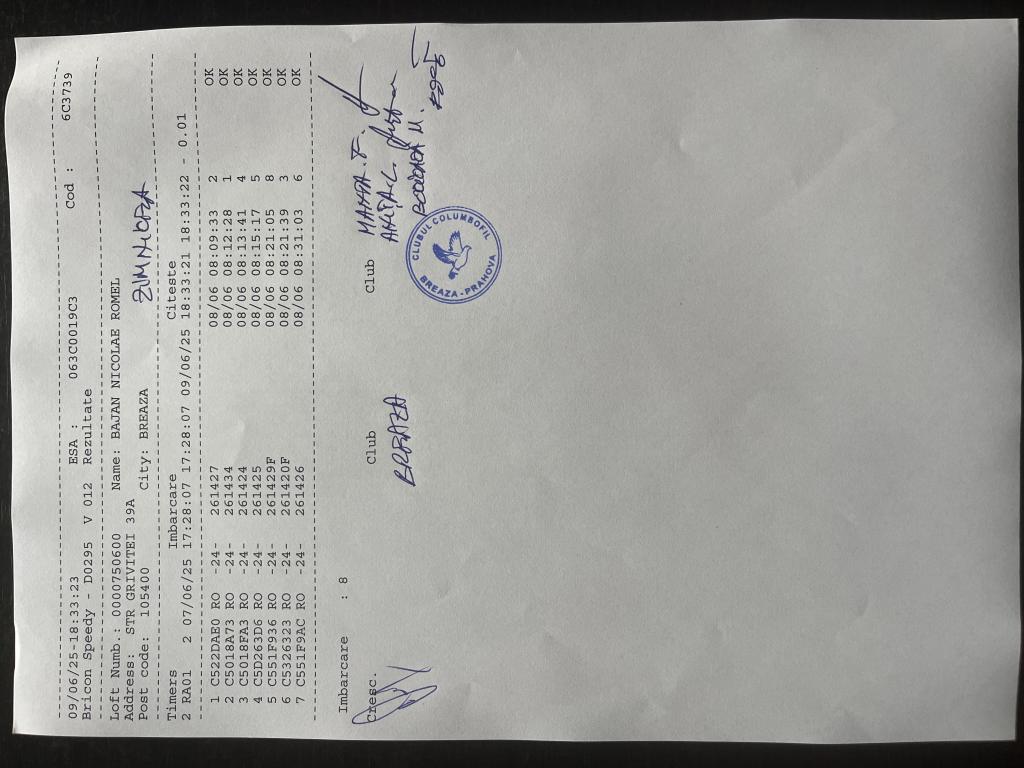 09/06/25-18:33:23 ESA : 063C0019C3 Cod : 6C3739
Bricon Speedy - D0295 V 012 Rezultate
Loft Numb.: 0000750600 Name: BAJAN NICOLAE ROMEL
Address: STR GRIVITEI 39A
Post code: 105400 City: BREAZA
Timers Imbarcare Citeste
2 RA01 2 07/06/25 17:28:07 17:28:07 09/06/25 18:33:21 18:33:22 - 0.01
1 C522DAE0 RO -24- 261427 08/06 08:09:33 2 OK
2 C5018A73 RO -24- 261434 08/06 08:12:28 1 OK
3 C5018FA3 RO -24- 261424 08/06 08:13:41 4 OK
4 C5D263D6 RO -24- 261425 08/06 08:15:17 5 OK
5 C551F936 RO -24- 261429F 08/06 08:21:05 8 OK
6 C5326323 RO -24- 261420F 08/06 08:21:39 3 OK
7 C551F9AC RO -24- 261426 08/06 08:31:03 6 OK
Imbarcare : 8
Cresc. Club Club
BREAZA
CLUBUL COLUMBOFIL
BREAZA - PRAHOVA